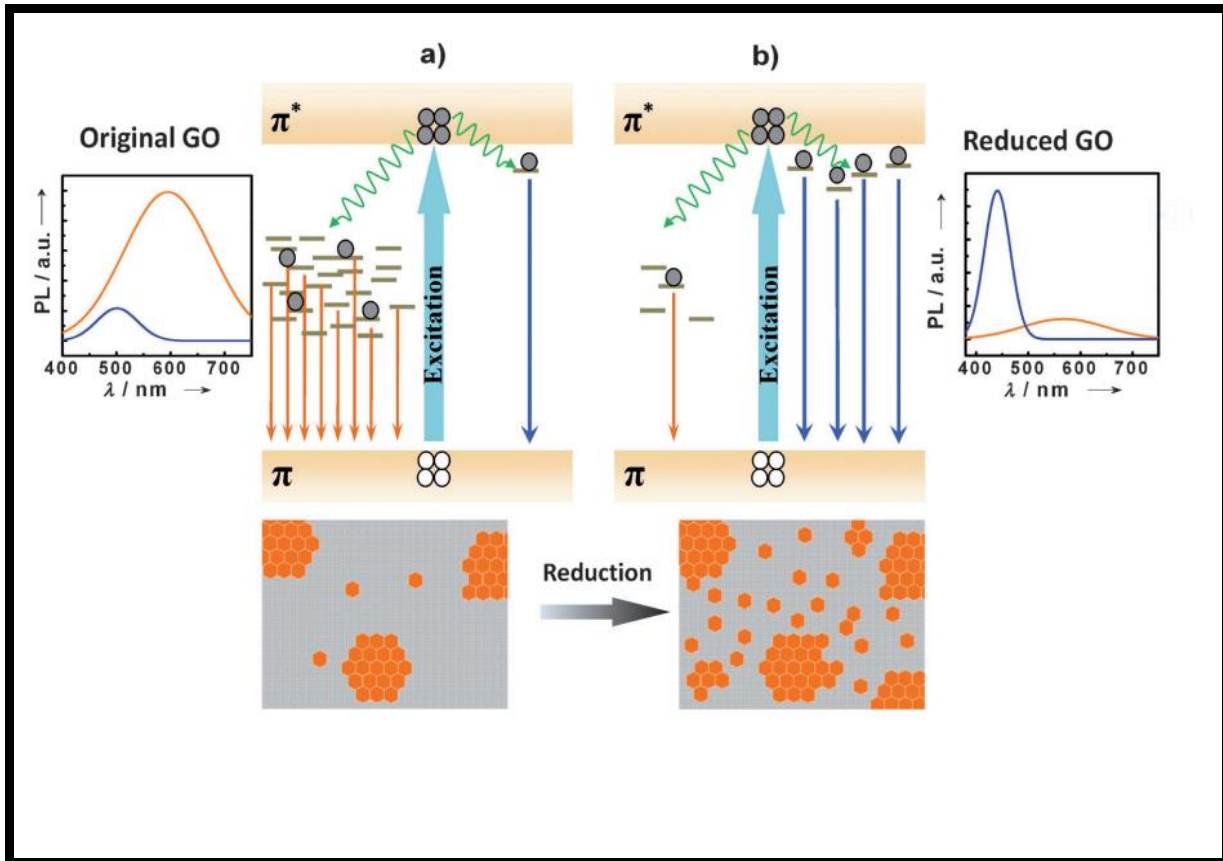 a)
b)
π*
π*
Original GO
Reduced GO
PL / a.u.
400 500 600 700
λ / nm
Excitation
Excitation
PL / a.u.
400 500 600 700
λ / nm
π
π
Reduction